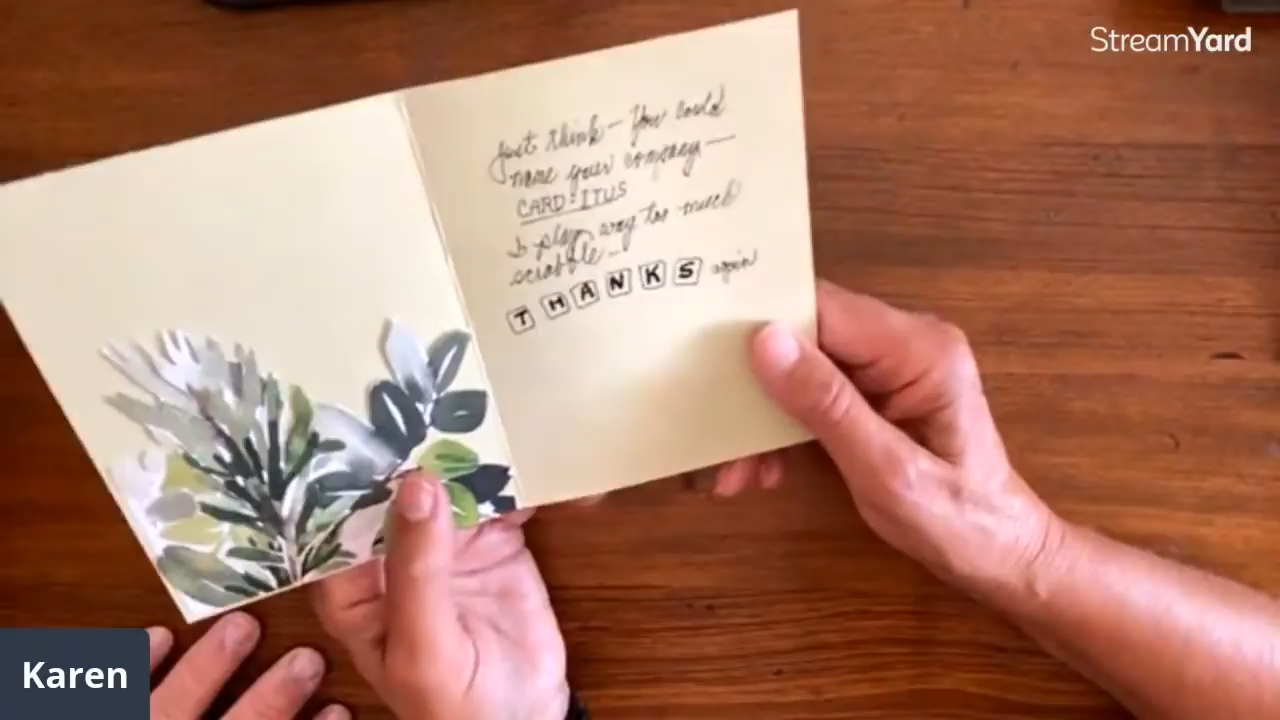 StreamYard
Just think - You could
name your company -
CARD-ITUS
I play way too much
scrabble -
THANKS again
Karen